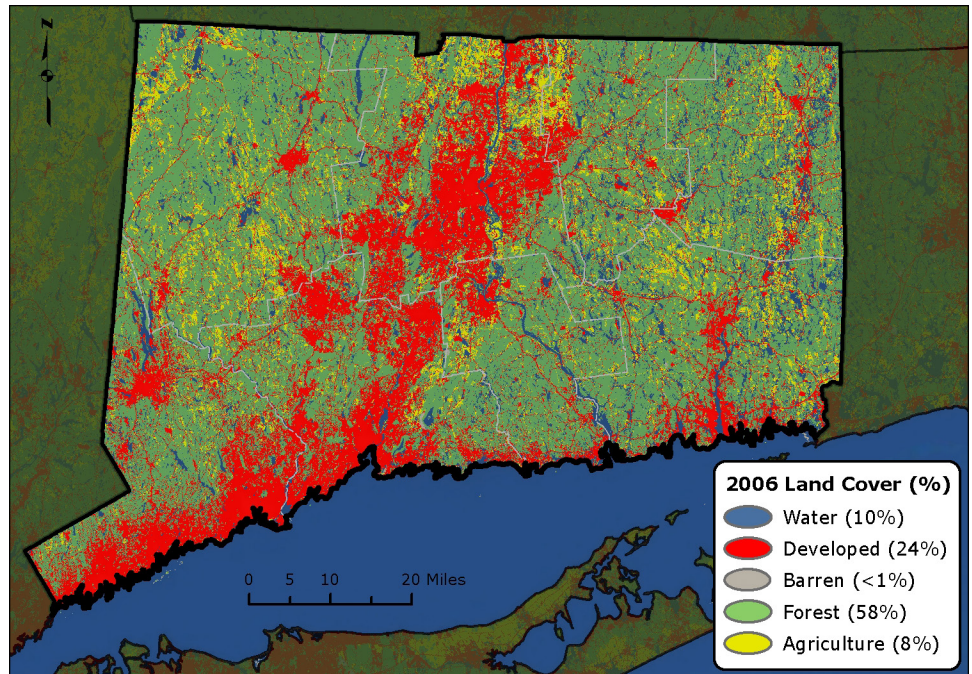 N
2006 Land Cover (%)
Water (10%)
Developed (24%)
Barren (<1%)
Forest (58%)
Agriculture (8%)
0 5 10 20 Miles